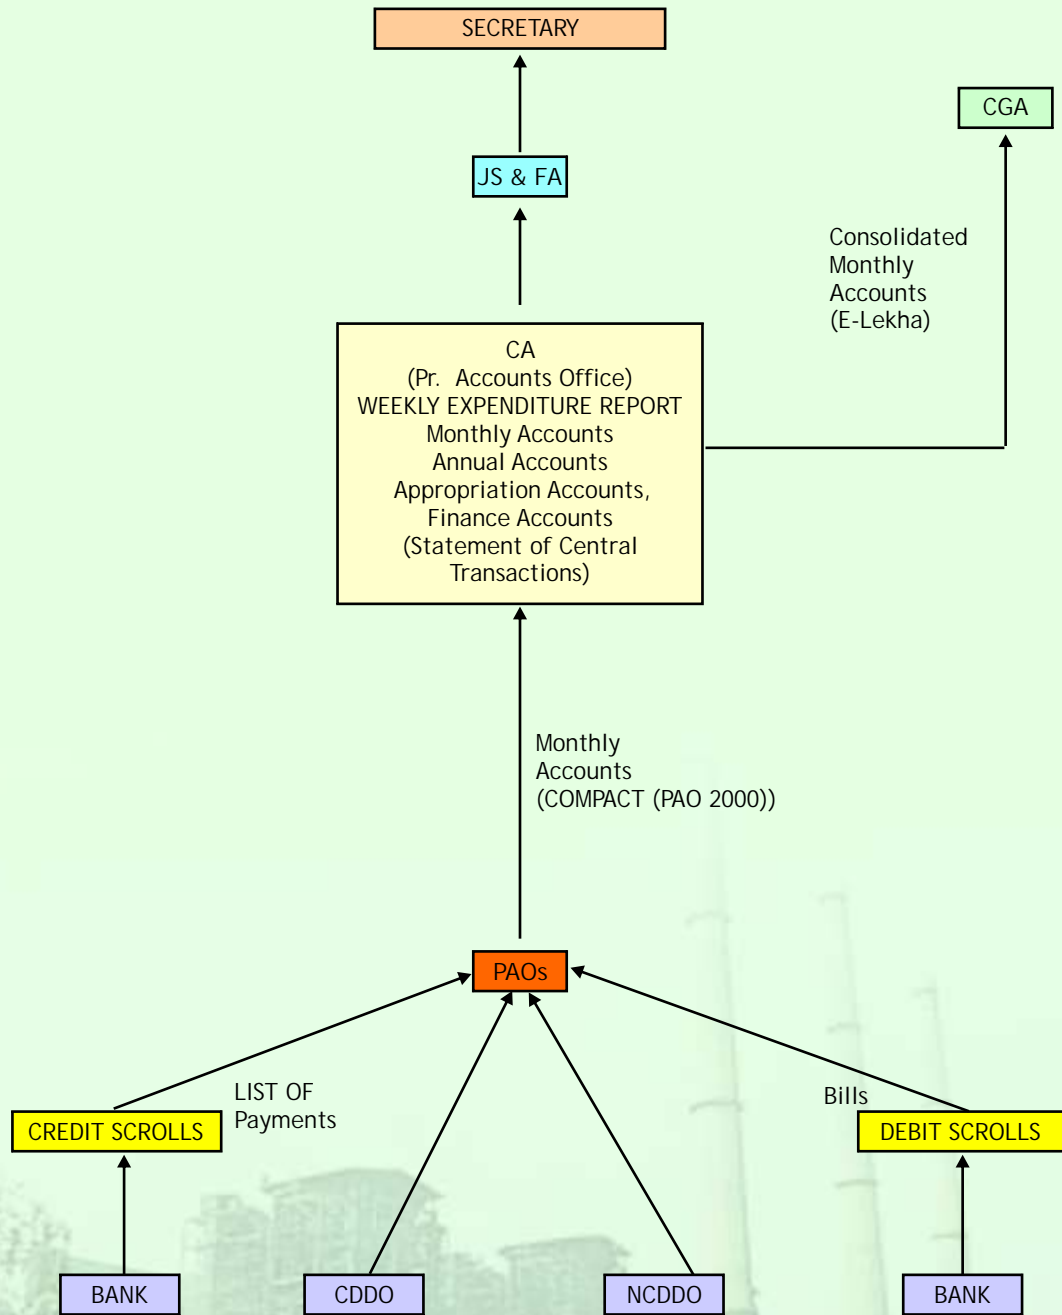 SECRETARY
CGA
JS & FA
Consolidated
Monthly
Accounts
(E-Lekha)
CA
(Pr. Accounts Office)
WEEKLY EXPENDITURE REPORT
Monthly Accounts
Annual Accounts
Appropriation Accounts,
Finance Accounts
(Statement of Central
Transactions)
Monthly
Accounts
(COMPACT (PAO 2000))
PAOs
LIST OF
Payments
Bills
CREDIT SCROLLS
DEBIT SCROLLS
BANK
CDDO
NCDDO
BANK